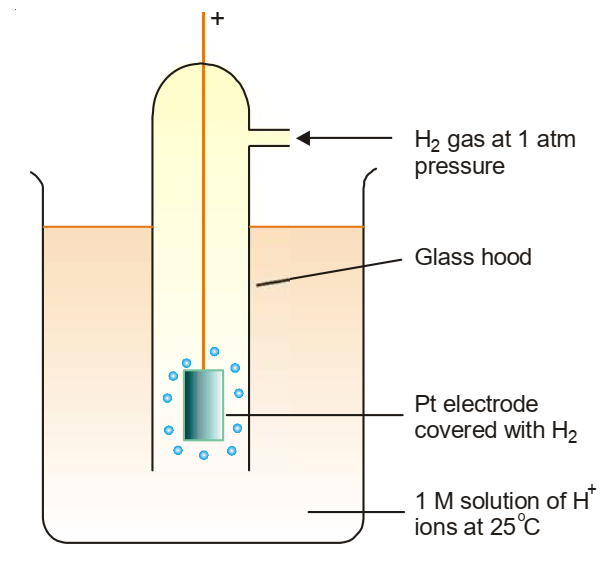 +
H₂ gas at 1 atm
pressure
Glass hood
Pt electrode
covered with H₂
1 M solution of H⁺
ions at 25°C